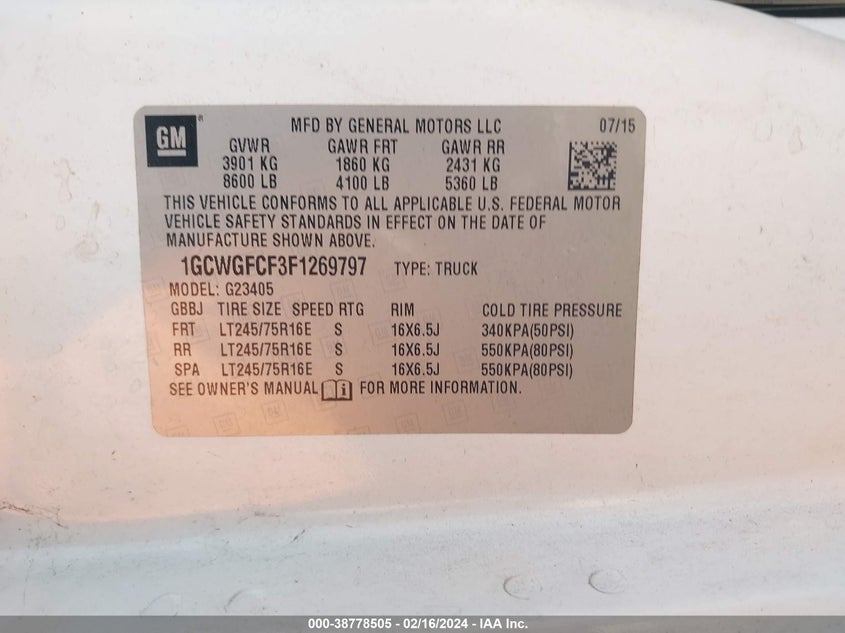 GM ® MFD BY GENERAL MOTORS LLC 07/15
GVWR GAWR FRT GAWR RR
3901 KG 1860 KG 2431 KG
8600 LB 4100 LB 5360 LB
THIS VEHICLE CONFORMS TO ALL APPLICABLE U.S. FEDERAL MOTOR
VEHICLE SAFETY STANDARDS IN EFFECT ON THE DATE OF
MANUFACTURE SHOWN ABOVE.
1GCWGFCF3F1269797 TYPE: TRUCK
MODEL: G23405
GBBJ TIRE SIZE SPEED RTG RIM COLD TIRE PRESSURE
FRT LT245/75R16E S 16X6.5J 340KPA(50PSI)
RR LT245/75R16E S 16X6.5J 550KPA(80PSI)
SPA LT245/75R16E S 16X6.5J 550KPA(80PSI)
SEE OWNER'S MANUAL FOR MORE INFORMATION.
000-38778505 - 02/16/2024 - IAA Inc.